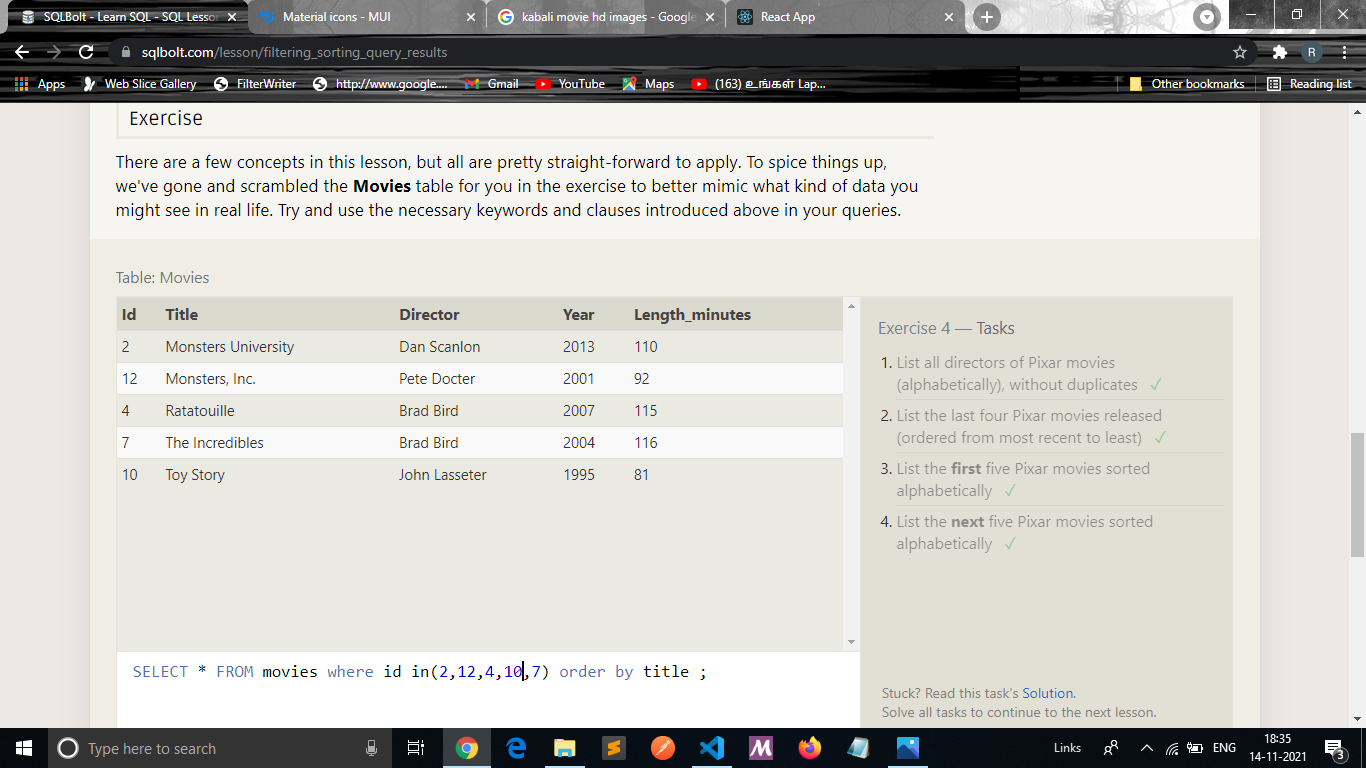 SQLBolt - Learn SQL - SQL Lesso
Material icons - MUI
kabali movie hd images - Google
React App
sqlbolt.com/lesson/filtering_sorting_query_results
R
Apps
Web Slice Gallery
FilterWriter
http://www.google....
Gmail
YouTube
Maps
(163) உங்கள் Lap...
Other bookmarks
Reading list
Exercise
There are a few concepts in this lesson, but all are pretty straight-forward to apply. To spice things up,
we've gone and scrambled the Movies table for you in the exercise to better mimic what kind of data you
might see in real life. Try and use the necessary keywords and clauses introduced above in your queries.
Table: Movies
Id Title Director Year Length_minutes
2 Monsters University Dan Scanlon 2013 110
12 Monsters, Inc. Pete Docter 2001 92
4 Ratatouille Brad Bird 2007 115
7 The Incredibles Brad Bird 2004 116
10 Toy Story John Lasseter 1995 81
Exercise 4 — Tasks
1. List all directors of Pixar movies
(alphabetically), without duplicates ✓
2. List the last four Pixar movies released
(ordered from most recent to least) ✓
3. List the first five Pixar movies sorted
alphabetically ✓
4. List the next five Pixar movies sorted
alphabetically ✓
SELECT * FROM movies where id in(2,12,4,10,7) order by title ;
Stuck? Read this task's Solution.
Solve all tasks to continue to the next lesson.
Type here to search
Links
ENG
18:35
14-11-2021
3